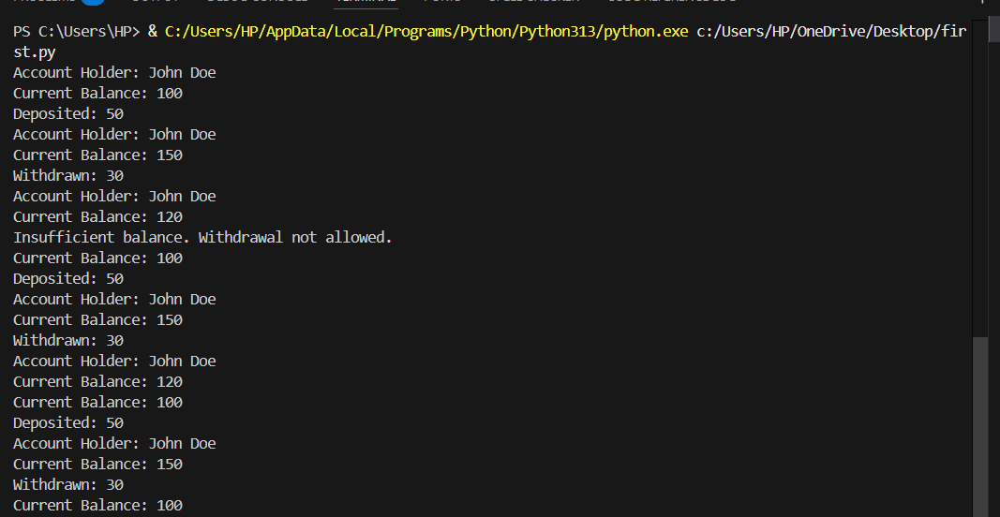 PS C:\Users\HP> & C:/Users/HP/AppData/Local/Programs/Python/Python313/python.exe c:/Users/HP/OneDrive/Desktop/fir
st.py
Account Holder: John Doe
Current Balance: 100
Deposited: 50
Account Holder: John Doe
Current Balance: 150
Withdrawn: 30
Account Holder: John Doe
Current Balance: 120
Insufficient balance. Withdrawal not allowed.
Current Balance: 100
Deposited: 50
Account Holder: John Doe
Current Balance: 150
Withdrawn: 30
Account Holder: John Doe
Current Balance: 120
Current Balance: 100
Deposited: 50
Account Holder: John Doe
Current Balance: 150
Withdrawn: 30
Current Balance: 100